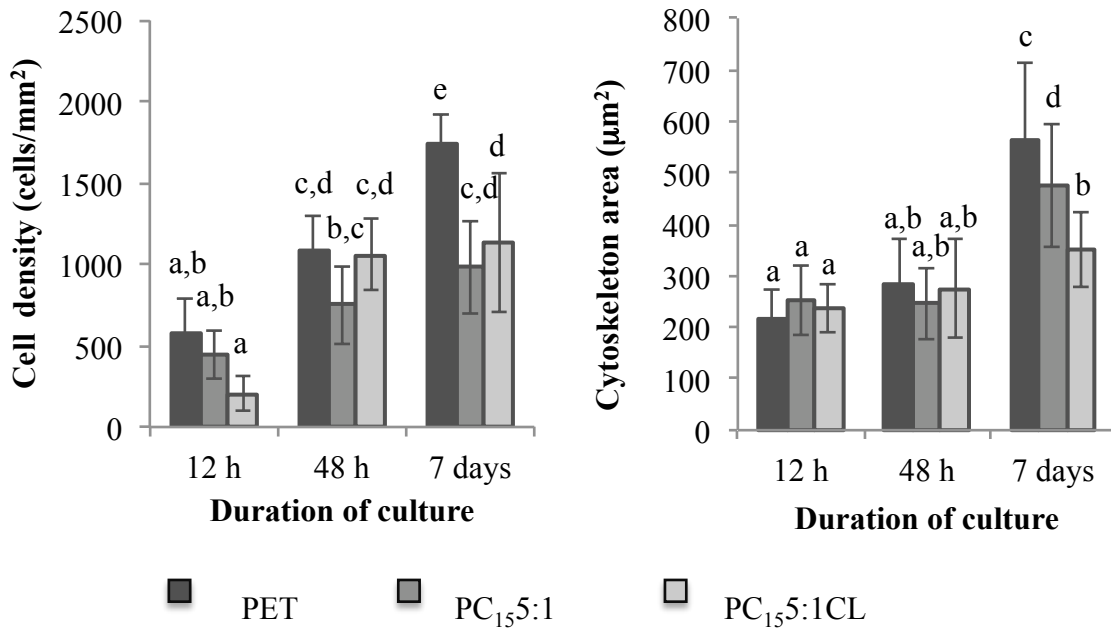 Cell density (cells/mm²)
2500
2000
1500
1000
500
0
a,b
a,b
a
c,d
b,c
c,d
e
c,d
d
12 h
48 h
7 days
Duration of culture
Cytoskeleton area (µm²)
800
700
600
500
400
300
200
100
0
a
a
a
a,b
a,b
a,b
c
d
b
12 h
48 h
7 days
Duration of culture
PET
PC₁₅5:1
PC₁₅5:1CL